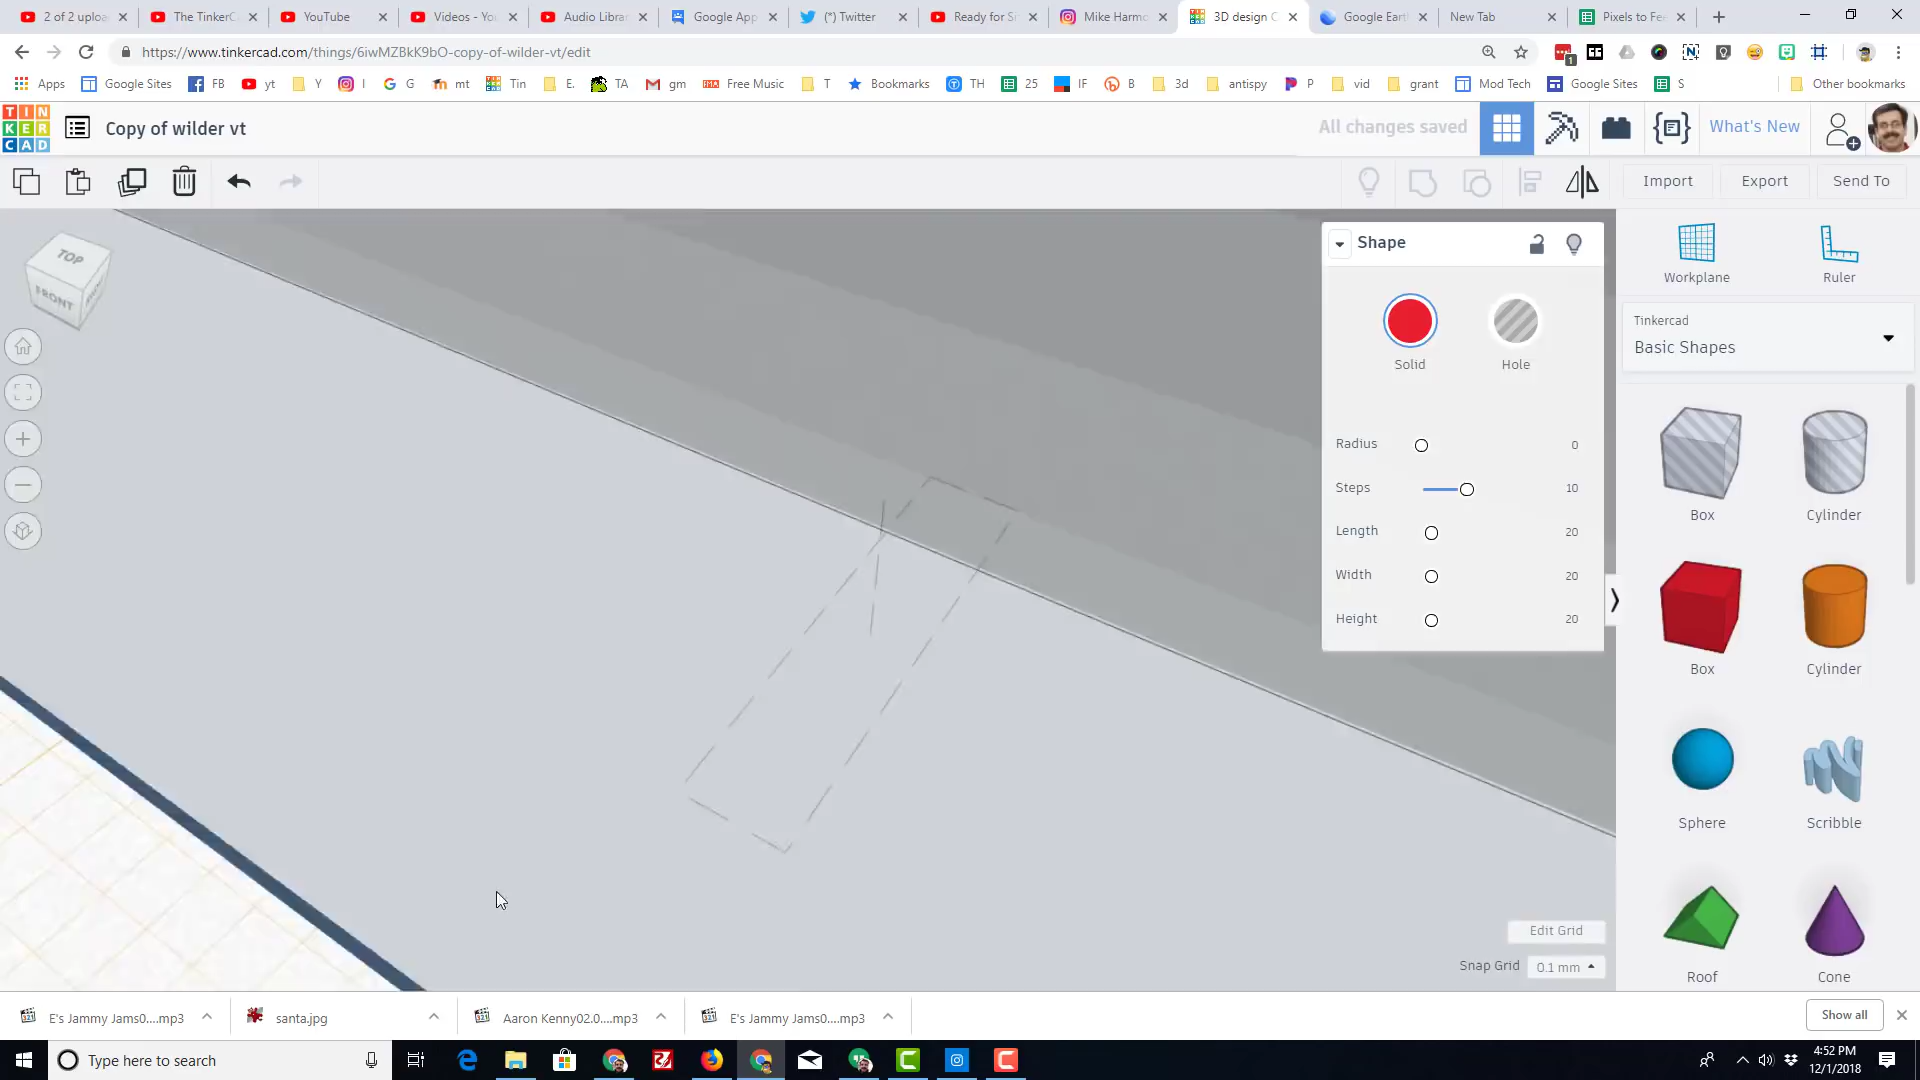 2 of 2 uploa
The TinkerC
YouTube
Videos - You
Audio Librar
Google App
(*) Twitter
Ready for Si
Mike Harmo
3D design C
Google Eart
New Tab
Pixels to Fee
https://www.tinkercad.com/things/6iwMZBkK9bO-copy-of-wilder-vt/edit
1
Apps
Google Sites
FB
yt
Y
I
G
mt
Tin
E.
TA
gm
Free Music
T
Bookmarks
TH
25
IF
B
3d
antispy
P
vid
grant
Mod Tech
Google Sites
S
Other bookmarks
TIN
KER
CAD
Copy of wilder vt
All changes saved
What's New
Import
Export
Send To
TOP
FRONT
Shape
Solid
Hole
Radius 0
Steps 10
Length 20
Width 20
Height 20
Workplane
Ruler
Tinkercad
Basic Shapes
Box
Cylinder
Box
Cylinder
Sphere
Scribble
Roof
Cone
Edit Grid
Snap Grid 0.1 mm
E's Jammy Jams0....mp3
santa.jpg
Aaron Kenny02.0....mp3
E's Jammy Jams0....mp3
Show all
Type here to search
4:52 PM
12/1/2018